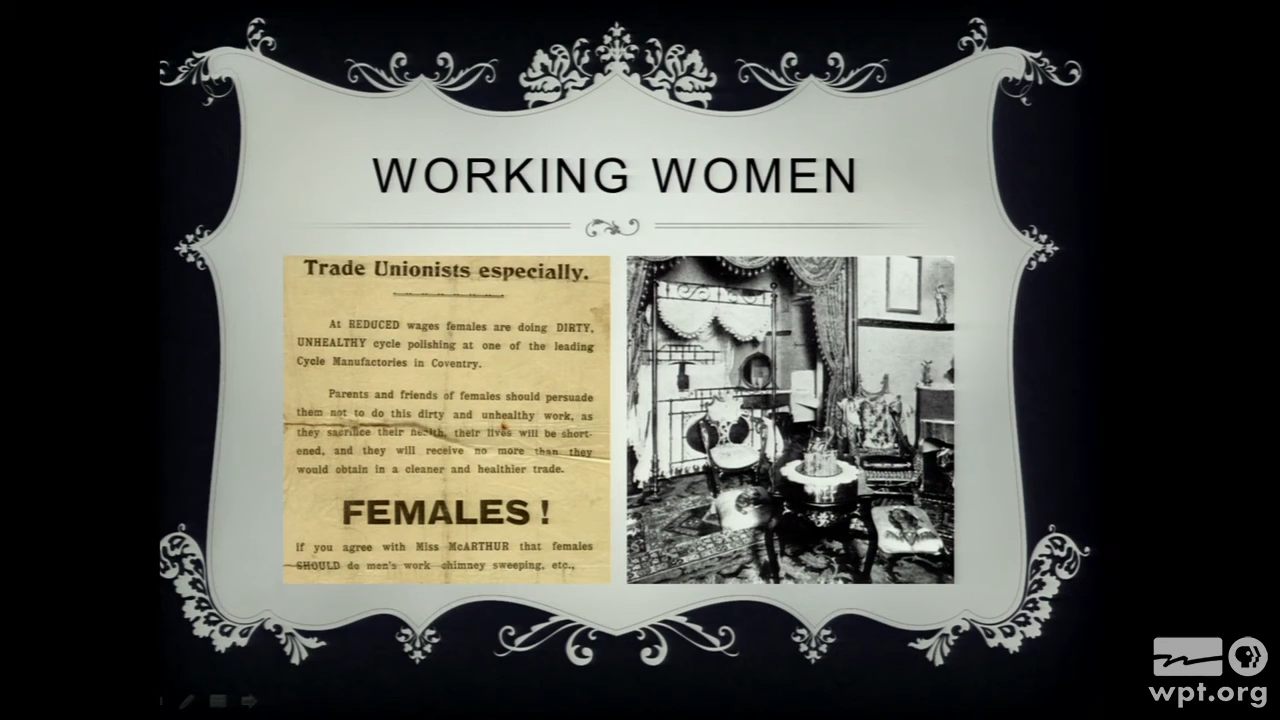 WORKING WOMEN
Trade Unionists especially.
At REDUCED wages females are doing DIRTY,
UNHEALTHY cycle polishing at one of the leading
Cycle Manufactories in Coventry.
Parents and friends of females should persuade
them not to do this dirty and unhealthy work, as
they sacrifice their health, their lives will be short-
ened, and they will receive no more than they
would obtain in a cleaner and healthier trade.
FEMALES !
if you agree with Miss McARTHUR that females
SHOULD do men's work chimney sweeping, etc.,
wpt.org